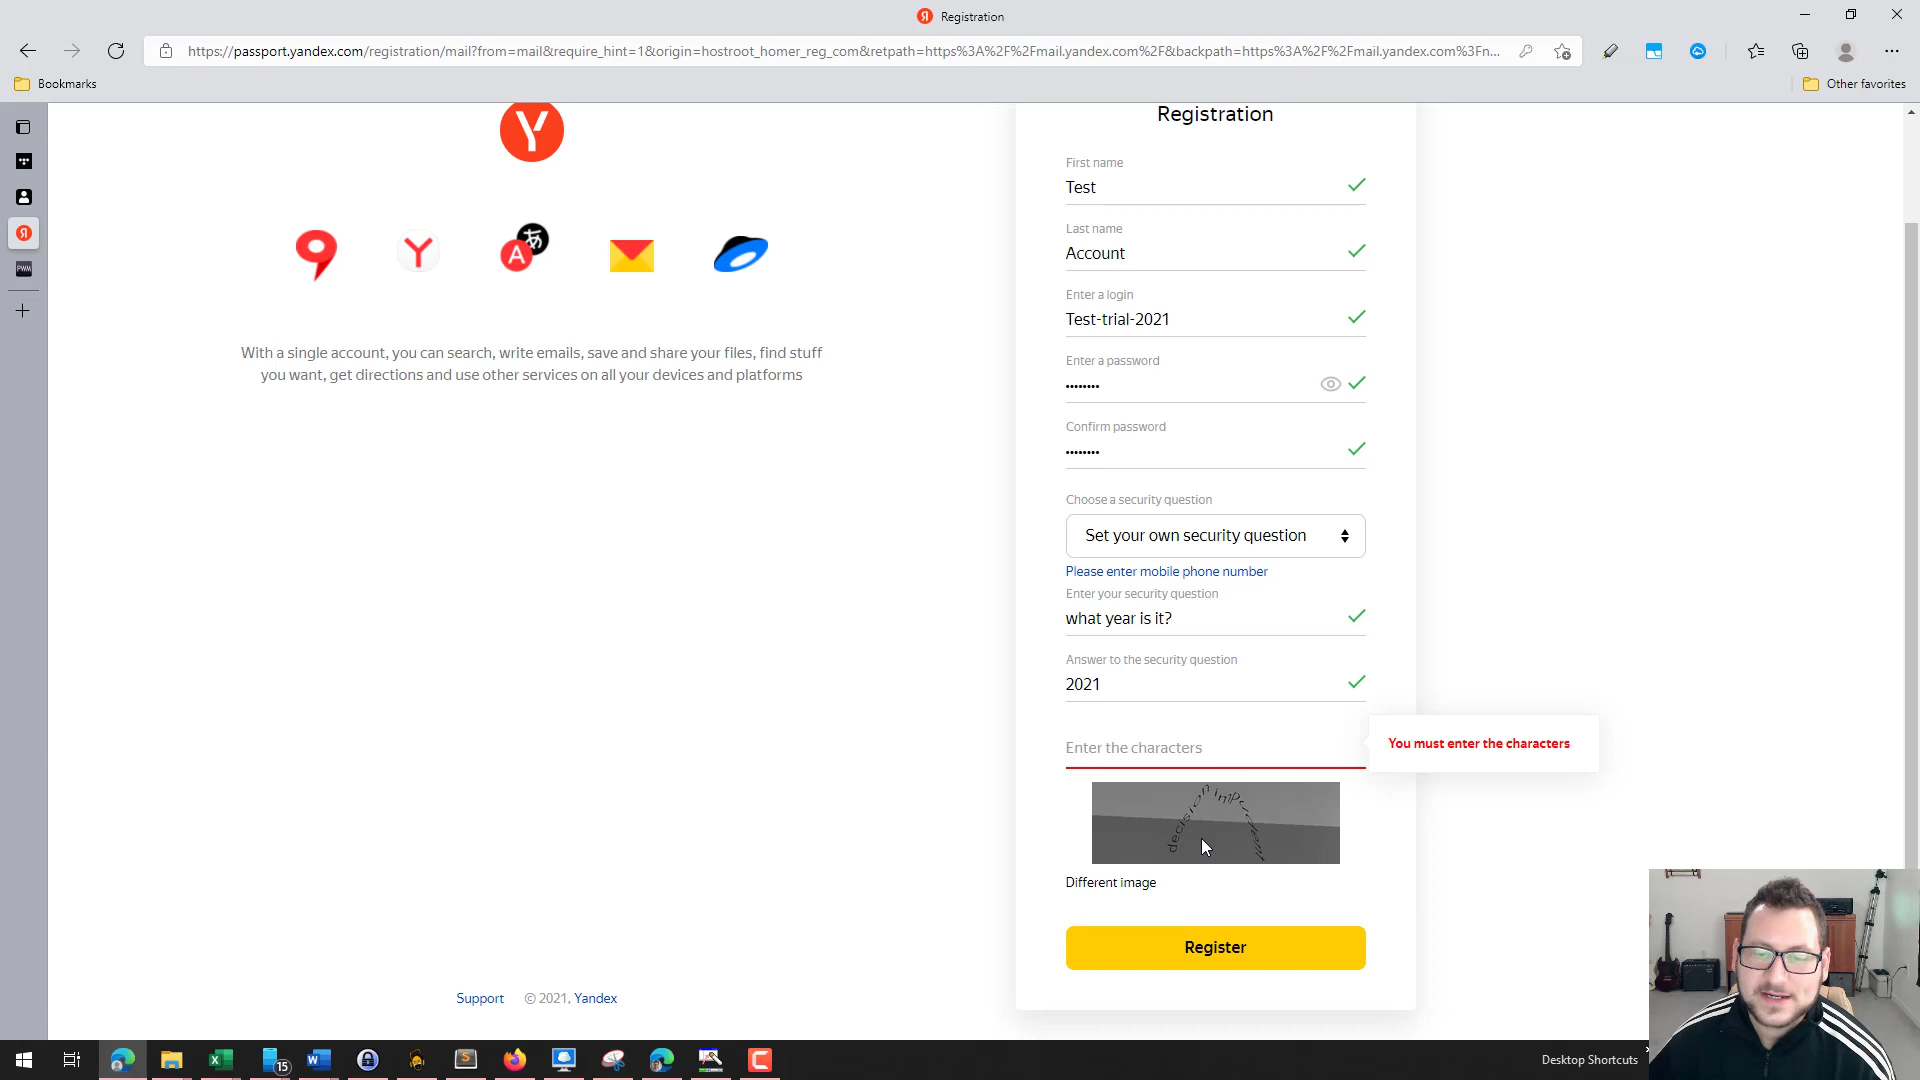 Registration
https://passport.yandex.com/registration/mail?from=mail&require_hint=1&origin=hostroot_homer_reg_com&retpath=https%3A%2F%2Fmail.yandex.com%2F&backpath=https%3A%2F%2Fmail.yandex.com%3Fn...
Bookmarks
Other favorites
Registration
First name
Test
Last name
Account
Enter a login
Test-trial-2021
Enter a password
••••••••
Confirm password
••••••••
Choose a security question
Set your own security question
Please enter mobile phone number
Enter your security question
what year is it?
Answer to the security question
2021
Enter the characters
You must enter the characters
Different image
Register
With a single account, you can search, write emails, save and share your files, find stuff
you want, get directions and use other services on all your devices and platforms
Support © 2021, Yandex
PWM
15
Desktop Shortcuts